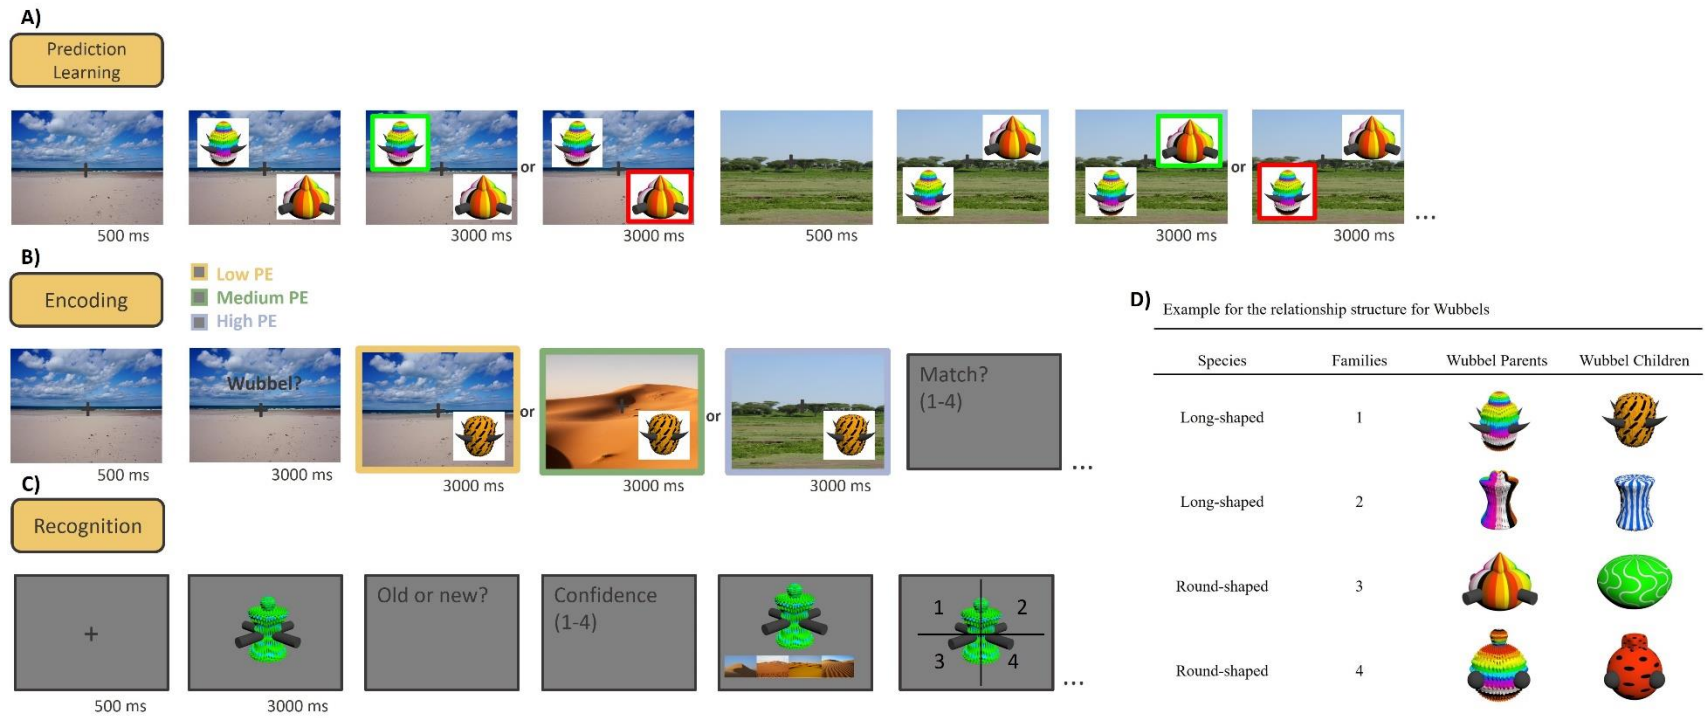 A)
Prediction
Learning
or
or
500 ms
3000 ms
3000 ms
500 ms
3000 ms
3000 ms
...
B)
Encoding
Low PE
Medium PE
High PE
Wubbel?
or
or
Match?
(1-4)
500 ms
3000 ms
3000 ms
3000 ms
3000 ms
...
C)
Recognition
Old or new?
Confidence
(1-4)
1 2
3 4
500 ms
3000 ms
...
D)
Example for the relationship structure for Wubbels
Species Families Wubbel Parents Wubbel Children
Long-shaped 1
Long-shaped 2
Round-shaped 3
Round-shaped 4